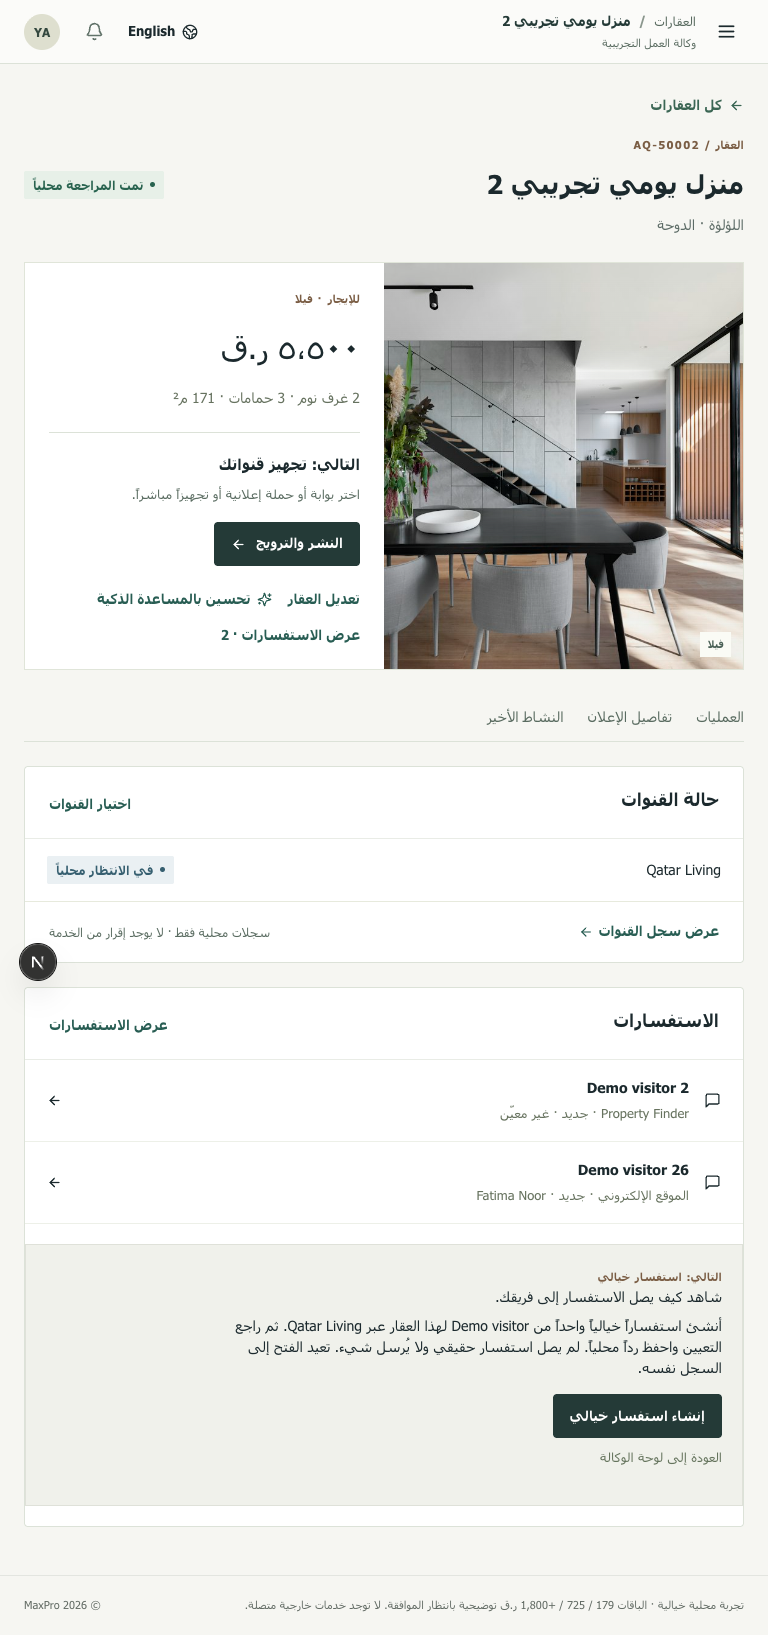 العقارات / منزل يومي تجريبي 2
وكالة العمل التجريبية
English
YA
← كل العقارات
العقار / AQ-50002
منزل يومي تجريبي 2
• تمت المراجعة محلياً
اللؤلؤة · الدوحة
للإيجار · فيلا
٥،٥٠٠ ر.ق
2 غرف نوم · 3 حمامات · 171 م²
التالي: تجهيز قنواتك
اختر بوابة أو حملة إعلانية أو تجهيزاً مباشراً.
النشر والترويج ←
تعديل العقار
تحسين بالمساعدة الذكية
عرض الاستفسارات · 2
فيلا
العمليات
تفاصيل الإعلان
النشاط الأخير
حالة القنوات
اختيار القنوات
Qatar Living
• في الانتظار محلياً
عرض سجل القنوات ←
سجلات محلية فقط · لا يوجد إقرار من الخدمة
N
الاستفسارات
عرض الاستفسارات
Demo visitor 2
Property Finder · جديد · غير معيّن
←
Demo visitor 26
الموقع الإلكتروني · جديد · Fatima Noor
←
التالي: استفسار خيالي
شاهد كيف يصل الاستفسار إلى فريقك.
أنشئ استفساراً خيالياً واحداً من Demo visitor لهذا العقار عبر Qatar Living. ثم راجع
التعيين واحفظ رداً محلياً. لم يصل استفسار حقيقي ولا يُرسل شيء. تعيد الفتح إلى
السجل نفسه.
إنشاء استفسار خيالي
العودة إلى لوحة الوكالة
تجربة محلية خيالية · الباقات 179 / 725 / +1,800 ر.ق توضيحية بانتظار الموافقة. لا توجد خدمات خارجية متصلة.
© 2026 MaxPro